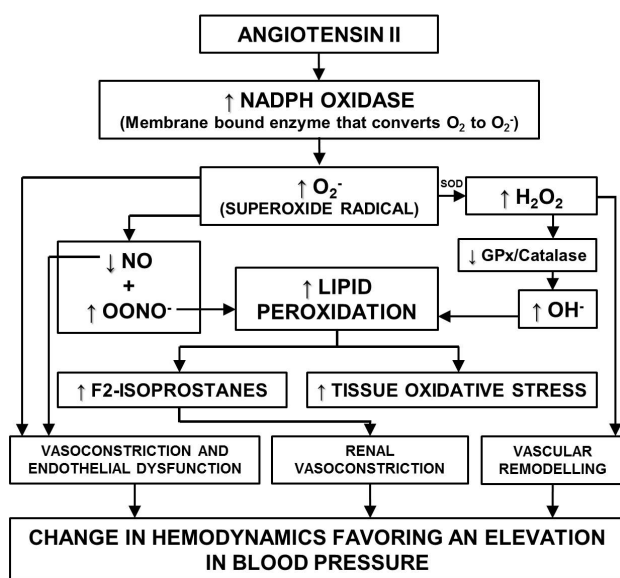 ANGIOTENSIN II
↑ NADPH OXIDASE
(Membrane bound enzyme that converts O₂ to O₂⁻)
↑ O₂⁻
(SUPEROXIDE RADICAL)
SOD
↑ H₂O₂
↓ NO
+
↑ OONO⁻
↑ LIPID
PEROXIDATION
↓ GPx/Catalase
↑ OH⁻
↑ F2-ISOPROSTANES
↑ TISSUE OXIDATIVE STRESS
VASOCONSTRICTION AND
ENDOTHELIAL DYSFUNCTION
RENAL
VASOCONSTRICTION
VASCULAR
REMODELLING
CHANGE IN HEMODYNAMICS FAVORING AN ELEVATION
IN BLOOD PRESSURE